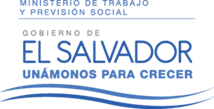 MINISTERIO DE TRABAJO
Y PREVISIÓN SOCIAL
GOBIERNO DE
EL SALVADOR
UNÁMONOS PARA CRECER